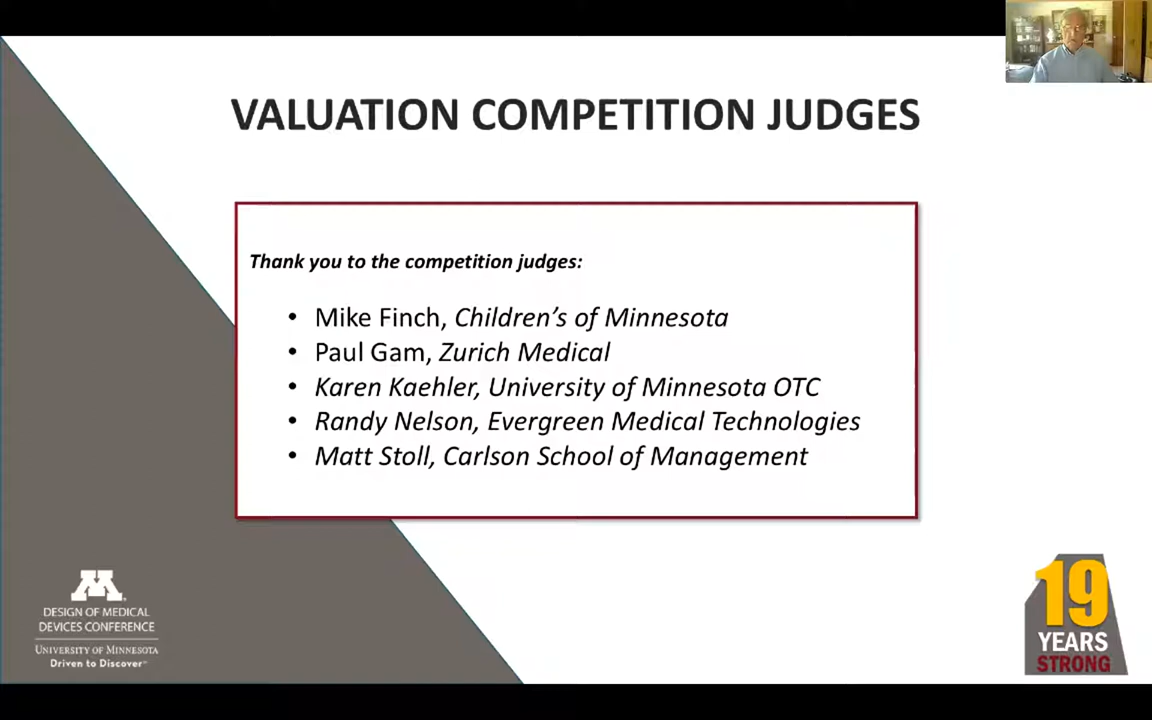 VALUATION COMPETITION JUDGES
Thank you to the competition judges:
• Mike Finch, Children's of Minnesota
• Paul Gam, Zurich Medical
• Karen Kaehler, University of Minnesota OTC
• Randy Nelson, Evergreen Medical Technologies
• Matt Stoll, Carlson School of Management
M
DESIGN OF MEDICAL
DEVICES CONFERENCE
UNIVERSITY OF MINNESOTA
Driven to Discover℠
19
YEARS
STRONG